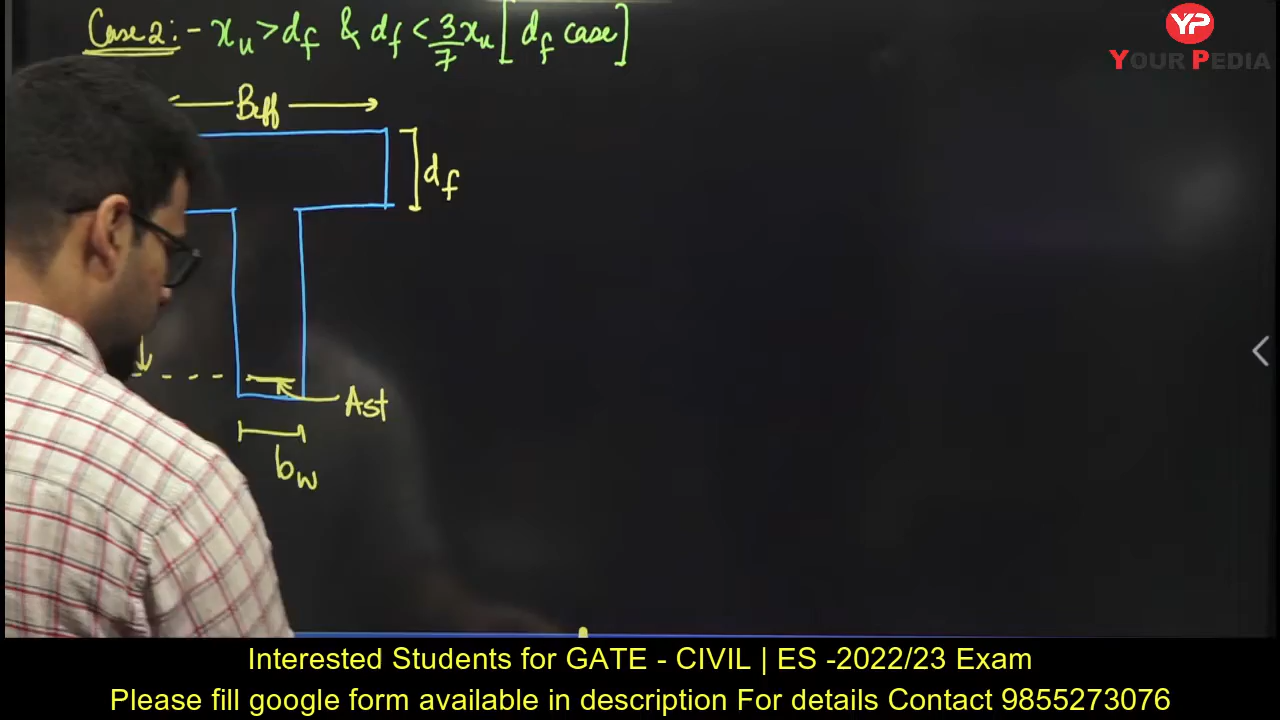 Case 2:- xu > df & df < 3/7 xu [ df case ]
YP
YOUR PEDIA
Beff
df
Ast
bw
Interested Students for GATE - CIVIL | ES -2022/23 Exam
Please fill google form available in description For details Contact 9855273076